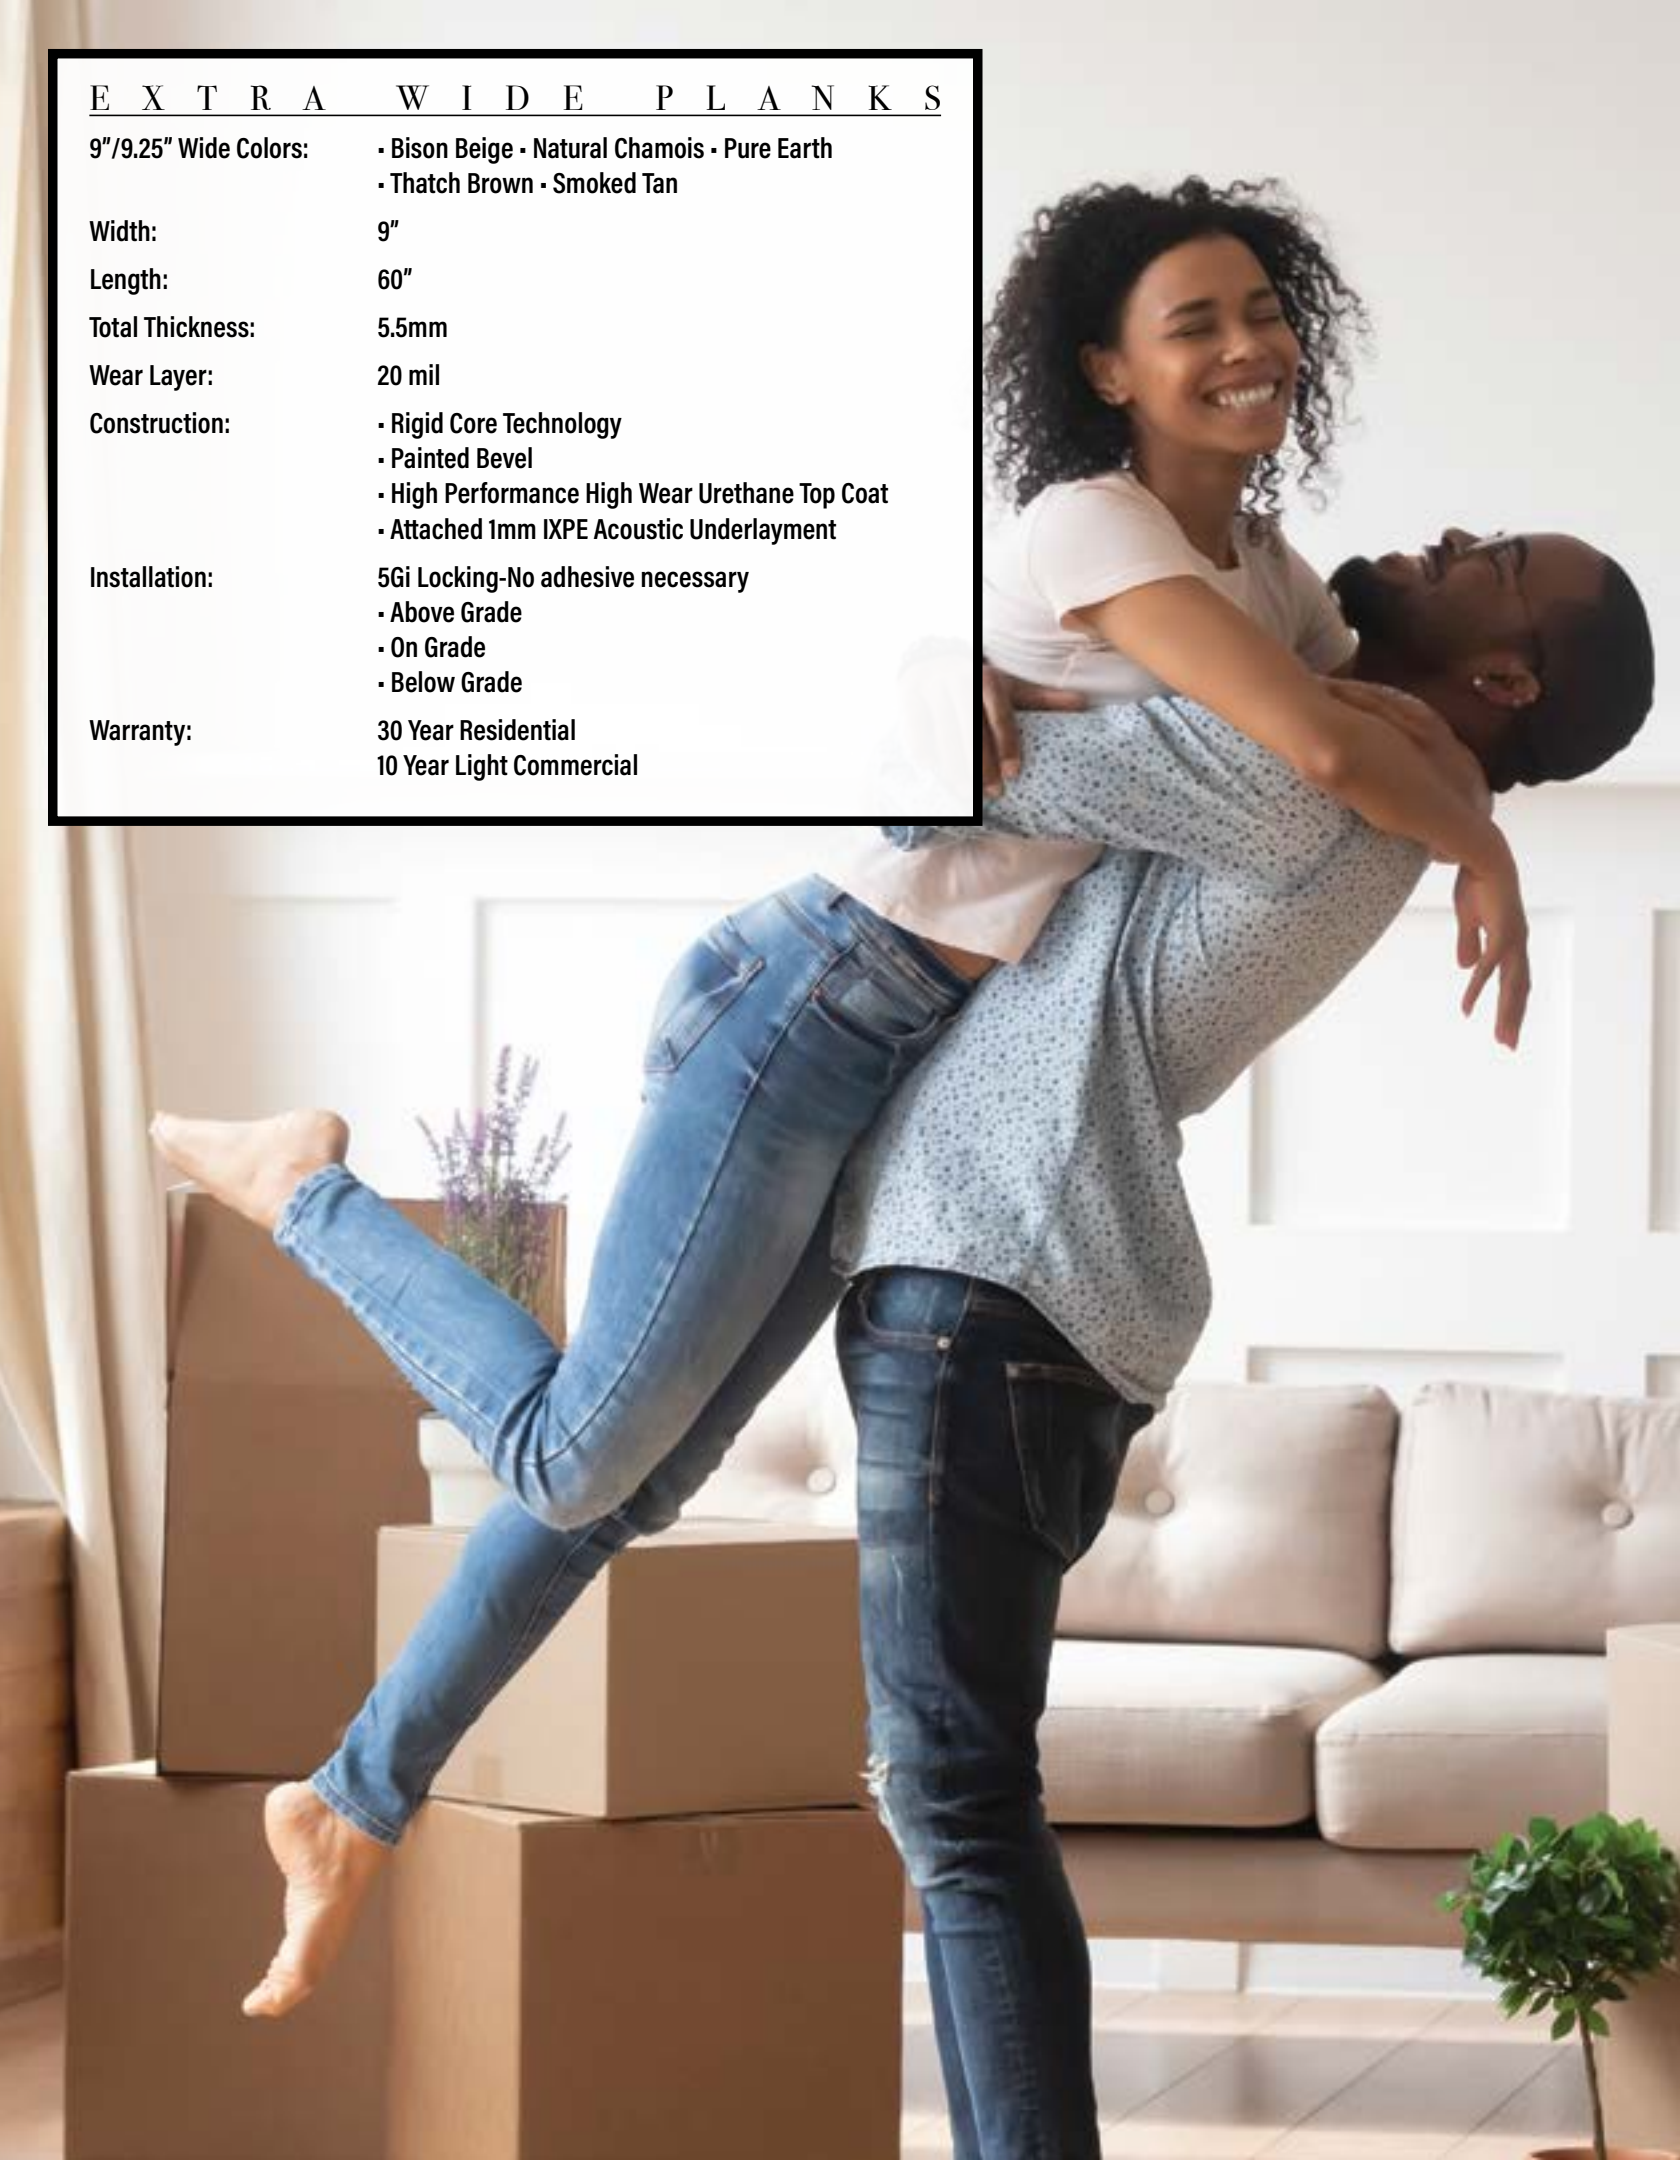 EXTRA WIDE PLANKS
9"/9.25" Wide Colors: ▪ Bison Beige ▪ Natural Chamois ▪ Pure Earth
▪ Thatch Brown ▪ Smoked Tan
Width: 9"
Length: 60"
Total Thickness: 5.5mm
Wear Layer: 20 mil
Construction: ▪ Rigid Core Technology
▪ Painted Bevel
▪ High Performance High Wear Urethane Top Coat
▪ Attached 1mm IXPE Acoustic Underlayment
Installation: 5Gi Locking-No adhesive necessary
▪ Above Grade
▪ On Grade
▪ Below Grade
Warranty: 30 Year Residential
10 Year Light Commercial